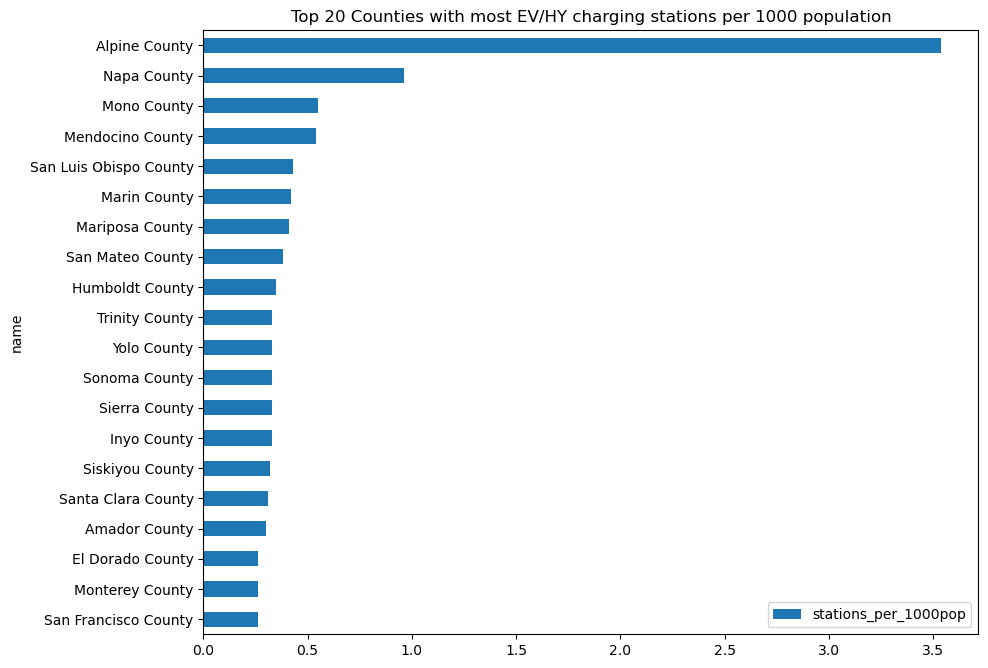 Top 20 Counties with most EV/HY charging stations per 1000 population
Alpine County
Napa County
Mono County
Mendocino County
San Luis Obispo County
Marin County
Mariposa County
San Mateo County
Humboldt County
Trinity County
Yolo County
Sonoma County
Sierra County
Inyo County
Siskiyou County
Santa Clara County
Amador County
El Dorado County
Monterey County
San Francisco County
name
stations_per_1000pop
0.0 0.5 1.0 1.5 2.0 2.5 3.0 3.5